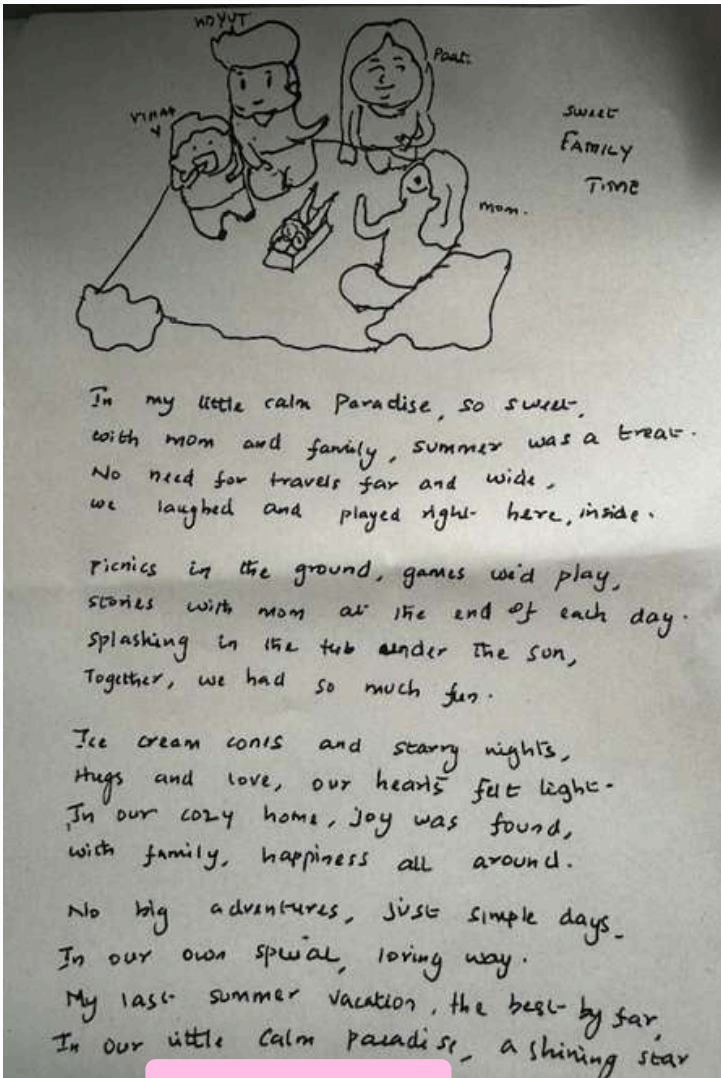 Paati
mom.
SWEET
FAMILY
TIME
In my little calm Paradise, so sweet,
with mom and family, summer was a treat.
No need for travels far and wide,
we laughed and played right here, inside.
Picnics in the ground, games we'd play,
stories with mom at the end of each day.
splashing in the tub under the sun,
Together, we had so much fun.
Ice cream cones and starry nights,
Hugs and love, our hearts felt light.
In our cozy home, joy was found,
with family, happiness all around.
No big adventures, just simple days
In our own special, loving way.
My last summer vacation, the best by far,
In our little calm paradise, a shining star